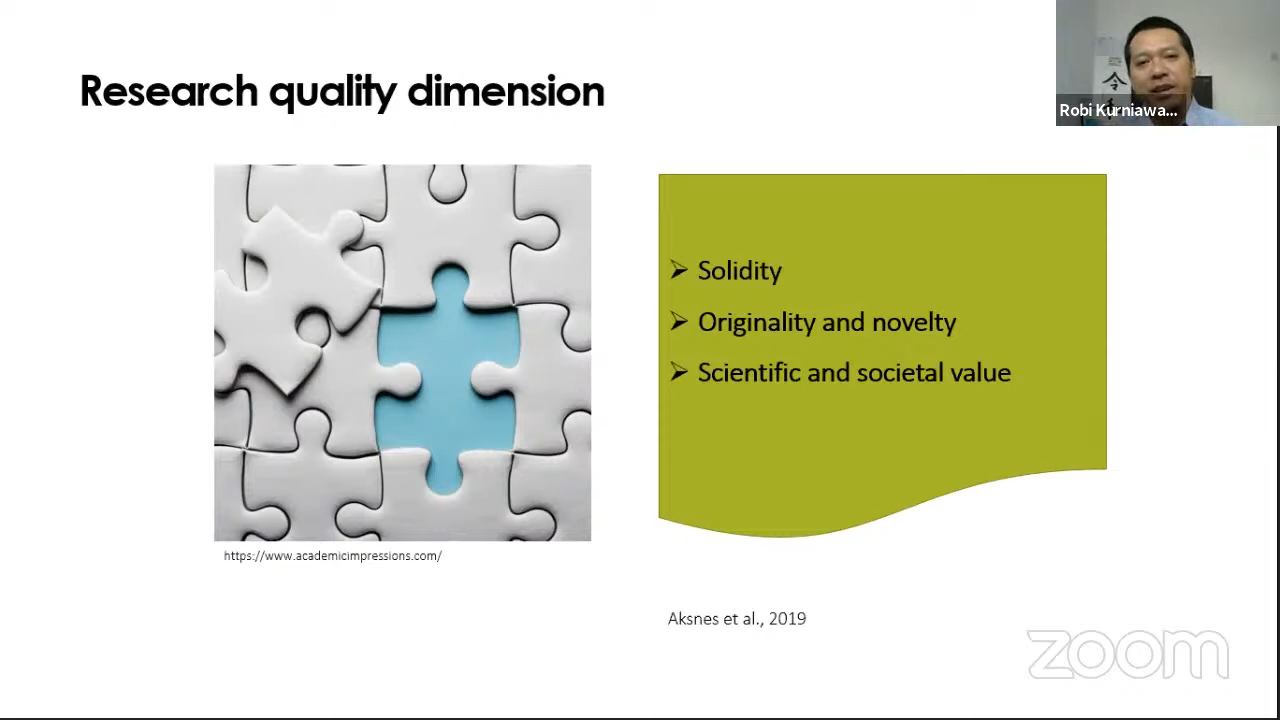 Research quality dimension
令
Robi Kurniawa...
➢ Solidity
➢ Originality and novelty
➢ Scientific and societal value
https://www.academicimpressions.com/
Aksnes et al., 2019
zoom